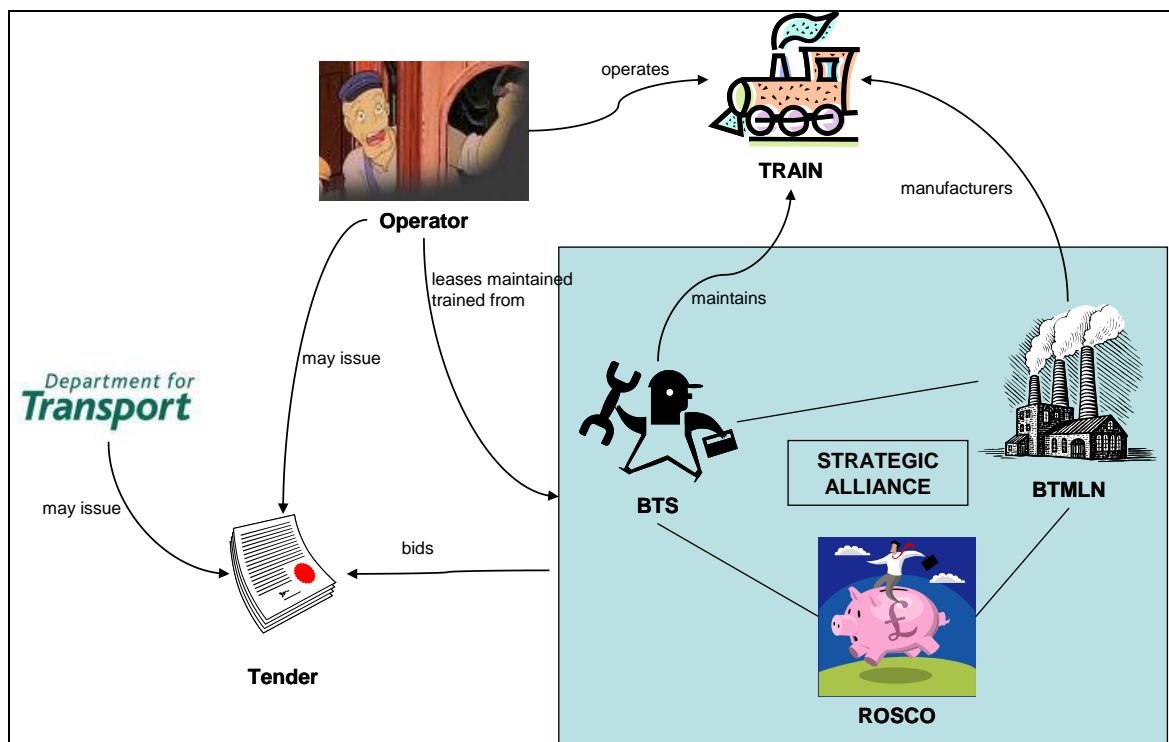 operates
TRAIN
manufacturers
Operator
leases maintained
trained from
maintains
may issue
Department for
Transport
STRATEGIC
ALLIANCE
BTS
BTMLN
may issue
bids
£
Tender
ROSCO